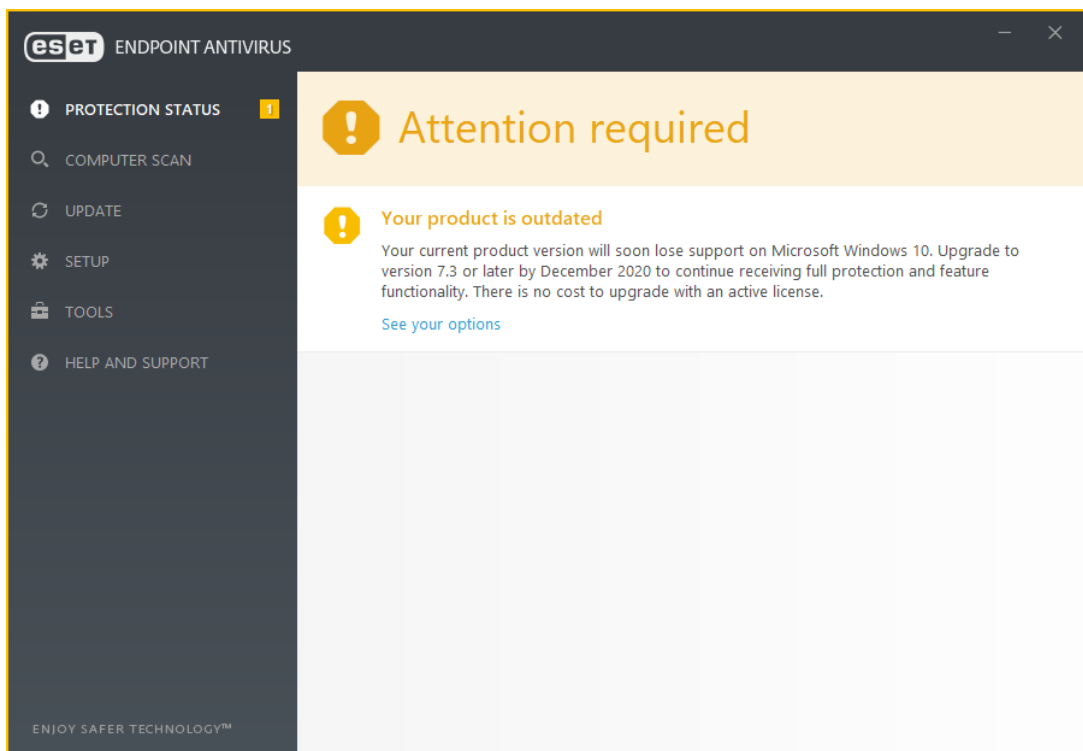 eset ENDPOINT ANTIVIRUS
PROTECTION STATUS 1
COMPUTER SCAN
UPDATE
SETUP
TOOLS
HELP AND SUPPORT
ENJOY SAFER TECHNOLOGY™
Attention required
Your product is outdated
Your current product version will soon lose support on Microsoft Windows 10. Upgrade to
version 7.3 or later by December 2020 to continue receiving full protection and feature
functionality. There is no cost to upgrade with an active license.
See your options